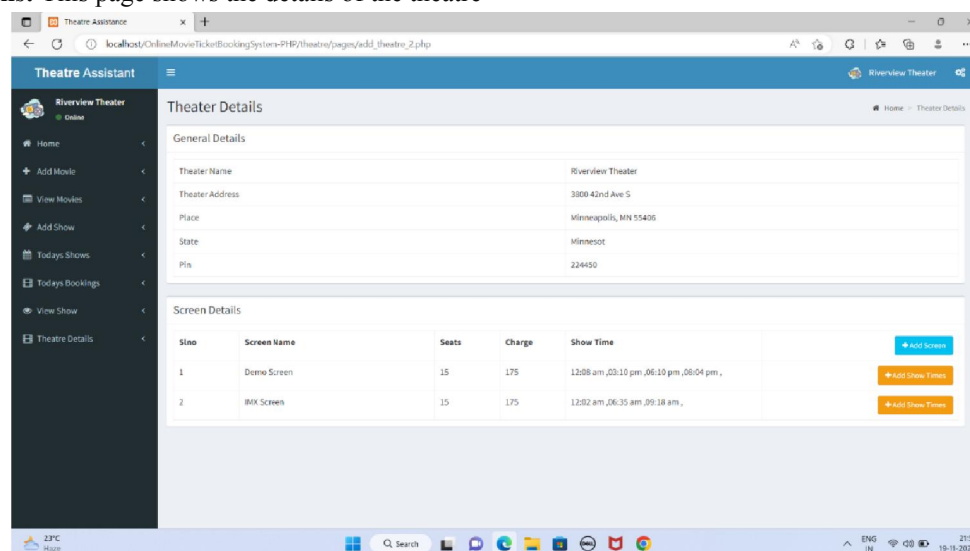 list. This page shows the details of the theatre
Theatre Assistance
localhost/OnlineMovieTicketBookingSystem-PHP/theatre/pages/add_theatre_2.php
Theatre Assistant
Riverview Theater
Riverview Theater
Online
Theater Details
Home > Theater Details
Home
Add Movie
View Movies
Add Show
Todays Shows
Todays Bookings
View Show
Theatre Details
General Details
Theater Name Riverview Theater
Theater Address 3800 42nd Ave S
Place Minneapolis, MN 55406
State Minnesot
Pin 224450
Screen Details
Slno Screen Name Seats Charge Show Time +Add Screen
1 Demo Screen 15 175 12:08 am ,03:10 pm ,06:10 pm ,08:04 pm , +Add Show Times
2 IMX Screen 15 175 12:02 am ,06:35 am ,09:18 am , +Add Show Times
23°C
Haze
Search
ENG
IN